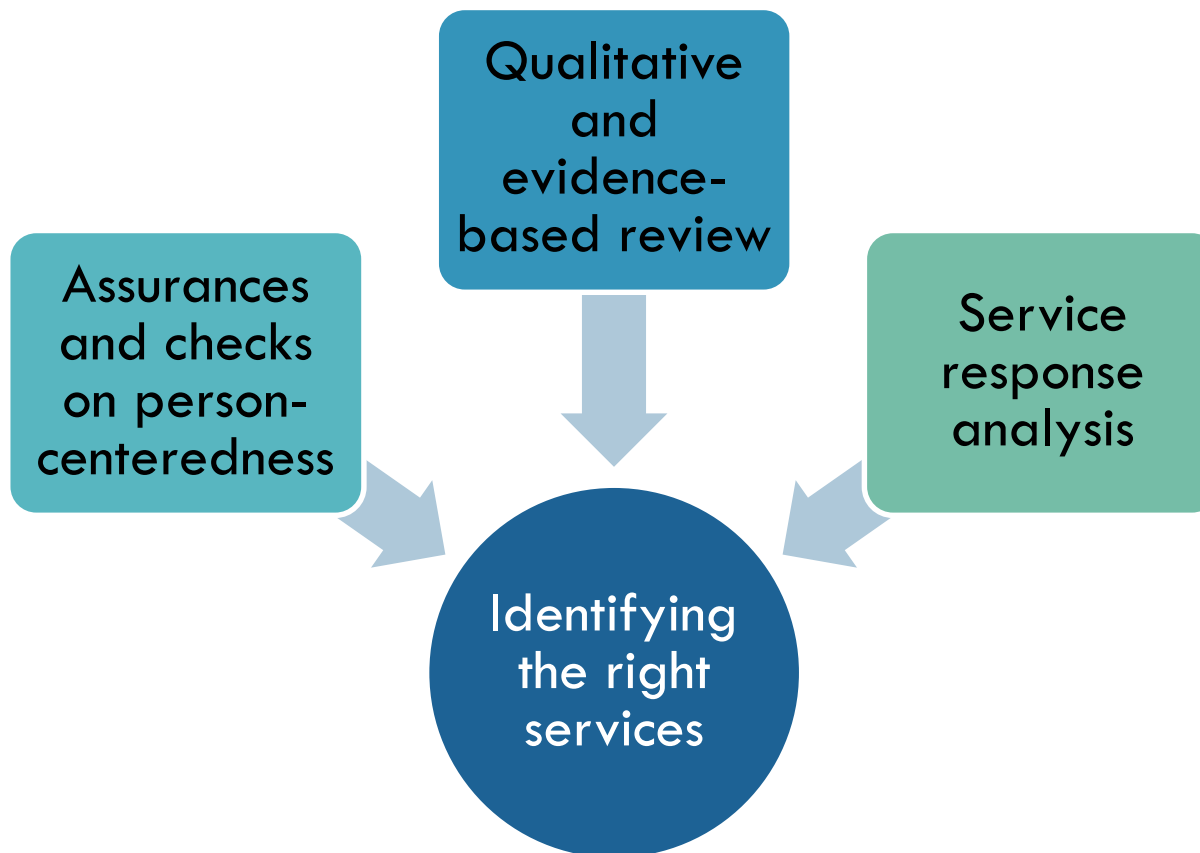 Qualitative
and
evidence-
based review
Assurances
and checks
on person-
centeredness
Service
response
analysis
Identifying
the right
services